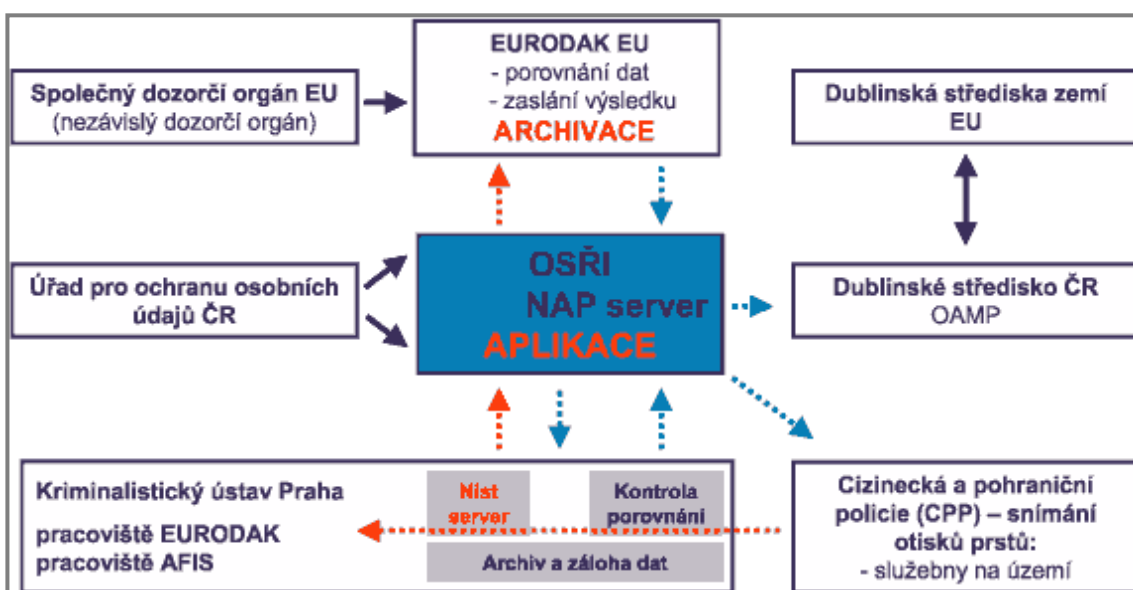 EURODAK EU
- porovnání dat
- zaslání výsledku
ARCHIVACE
Společný dozorčí orgán EU
(nezávislý dozorčí orgán)
Dublinská střediska zemí
EU
Úřad pro ochranu osobních
údajů ČR
OSŘI
NAP server
APLIKACE
Dublinské středisko ČR
OAMP
Kriminalistický ústav Praha
pracoviště EURODAK
pracoviště AFIS
Nist
server
Kontrola
porovnání
Archiv a záloha dat
Cizinecká a pohraniční
policie (CPP) – snímání
otisků prstů:
- služebny na území